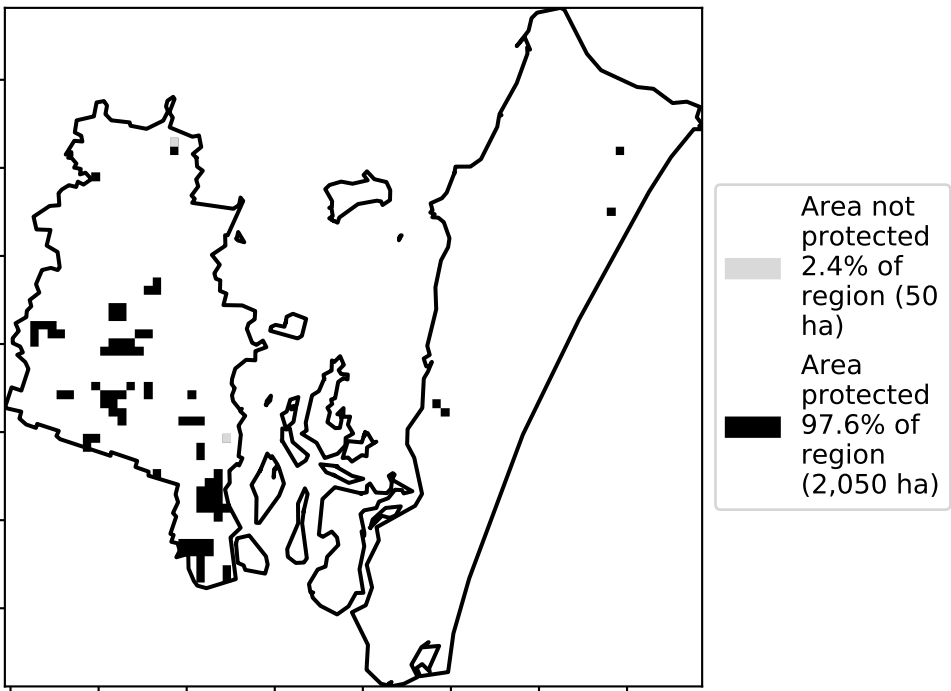 Area not
protected
2.4% of
region (50
ha)
Area
protected
97.6% of
region
(2,050 ha)